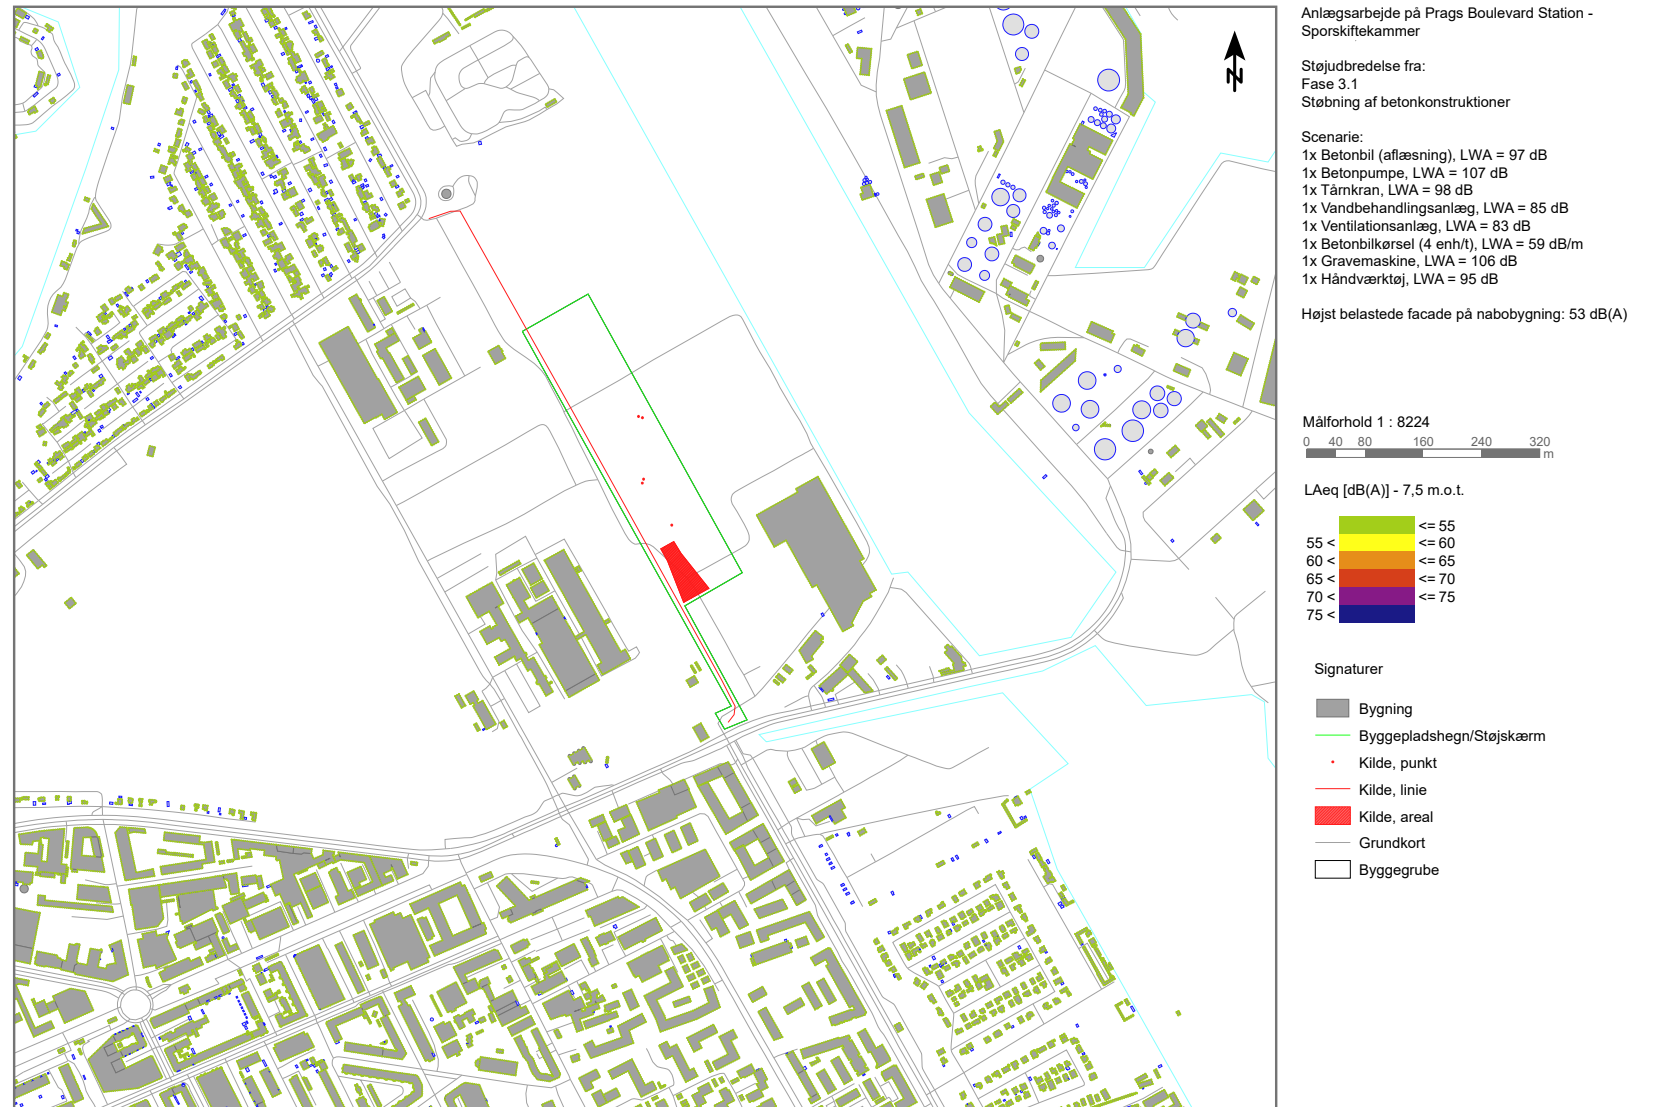 Anlægsarbejde på Prags Boulevard Station -
Sporskiftekammer
Støjudbredelse fra:
Fase 3.1
Støbning af betonkonstruktioner
Scenarie:
1x Betonbil (aflæsning), LWA = 97 dB
1x Betonpumpe, LWA = 107 dB
1x Tårnkran, LWA = 98 dB
1x Vandbehandlingsanlæg, LWA = 85 dB
1x Ventilationsanlæg, LWA = 83 dB
1x Betonbilkørsel (4 enh/t), LWA = 59 dB/m
1x Gravemaskine, LWA = 106 dB
1x Håndværktøj, LWA = 95 dB
Højst belastede facade på nabobygning: 53 dB(A)
N
Målforhold 1 : 8224
0 40 80 160 240 320
m
LAeq [dB(A)] - 7,5 m.o.t.
<= 55
55 < <= 60
60 < <= 65
65 < <= 70
70 < <= 75
75 <
Signaturer
Bygning
Byggepladshegn/Støjskærm
Kilde, punkt
Kilde, linie
Kilde, areal
Grundkort
Byggegrube